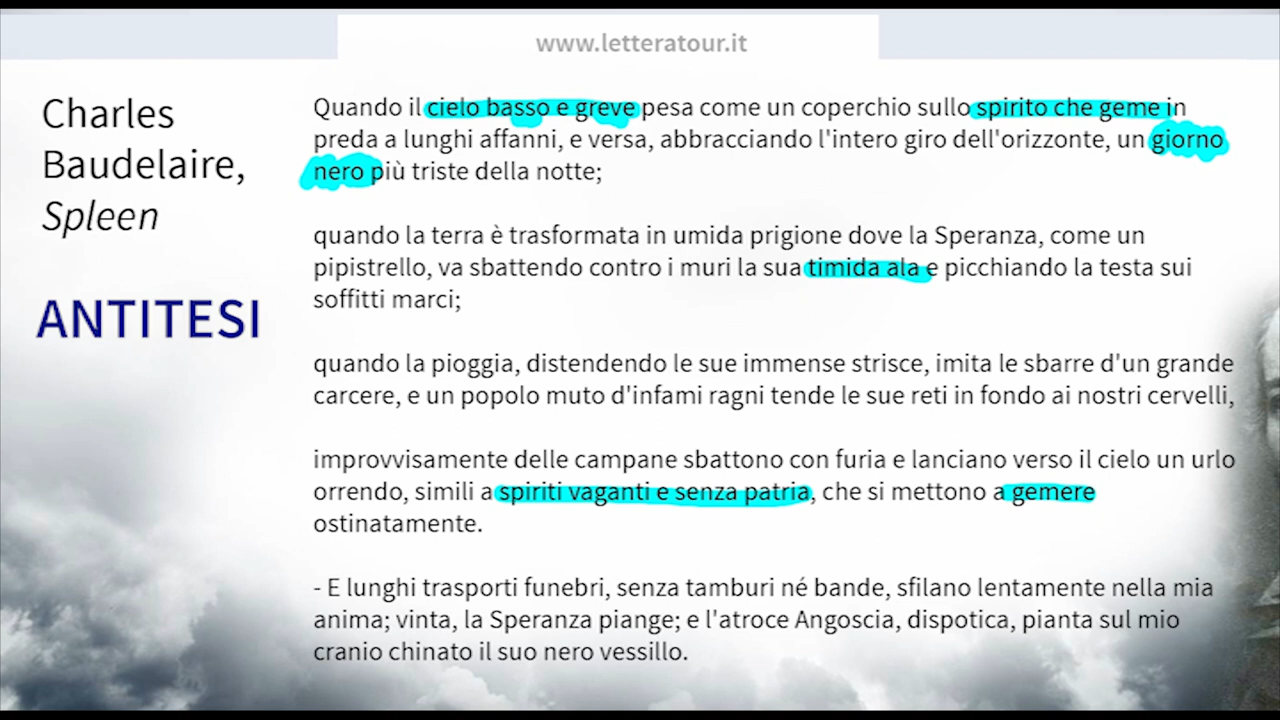 www.letteratour.it
Charles
Baudelaire,
Spleen
ANTITESI
Quando il cielo basso e greve pesa come un coperchio sullo spirito che geme in
preda a lunghi affanni, e versa, abbracciando l'intero giro dell'orizzonte, un giorno
nero più triste della notte;
quando la terra è trasformata in umida prigione dove la Speranza, come un
pipistrello, va sbattendo contro i muri la sua timida ala e picchiando la testa sui
soffitti marci;
quando la pioggia, distendendo le sue immense strisce, imita le sbarre d'un grande
carcere, e un popolo muto d'infami ragni tende le sue reti in fondo ai nostri cervelli,
improvvisamente delle campane sbattono con furia e lanciano verso il cielo un urlo
orrendo, simili a spiriti vaganti e senza patria, che si mettono a gemere
ostinatamente.
- E lunghi trasporti funebri, senza tamburi né bande, sfilano lentamente nella mia
anima; vinta, la Speranza piange; e l'atroce Angoscia, dispotica, pianta sul mio
cranio chinato il suo nero vessillo.